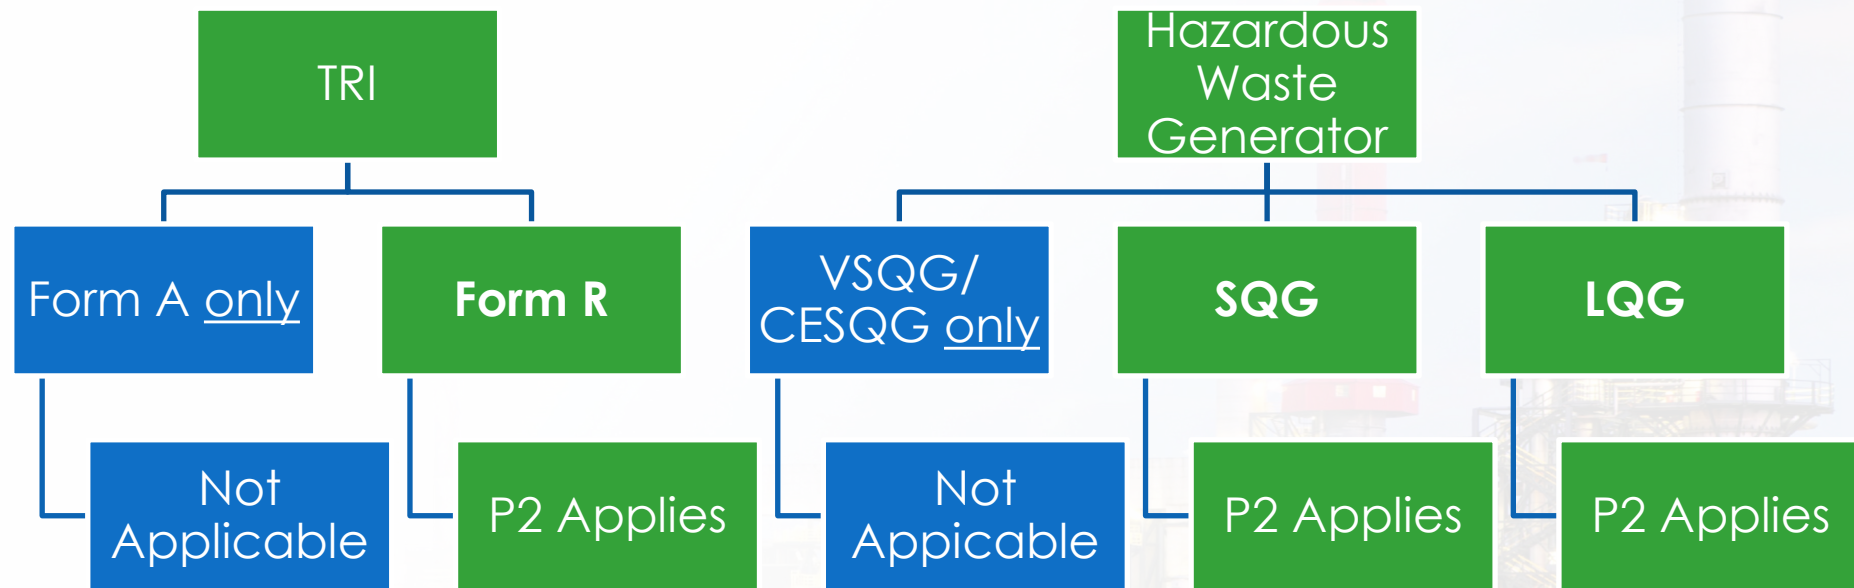 TRI
Hazardous
Waste
Generator
Form A only
Form R
VSQG/
CESQG only
SQG
LQG
Not
Applicable
P2 Applies
Not
Appicable
P2 Applies
P2 Applies